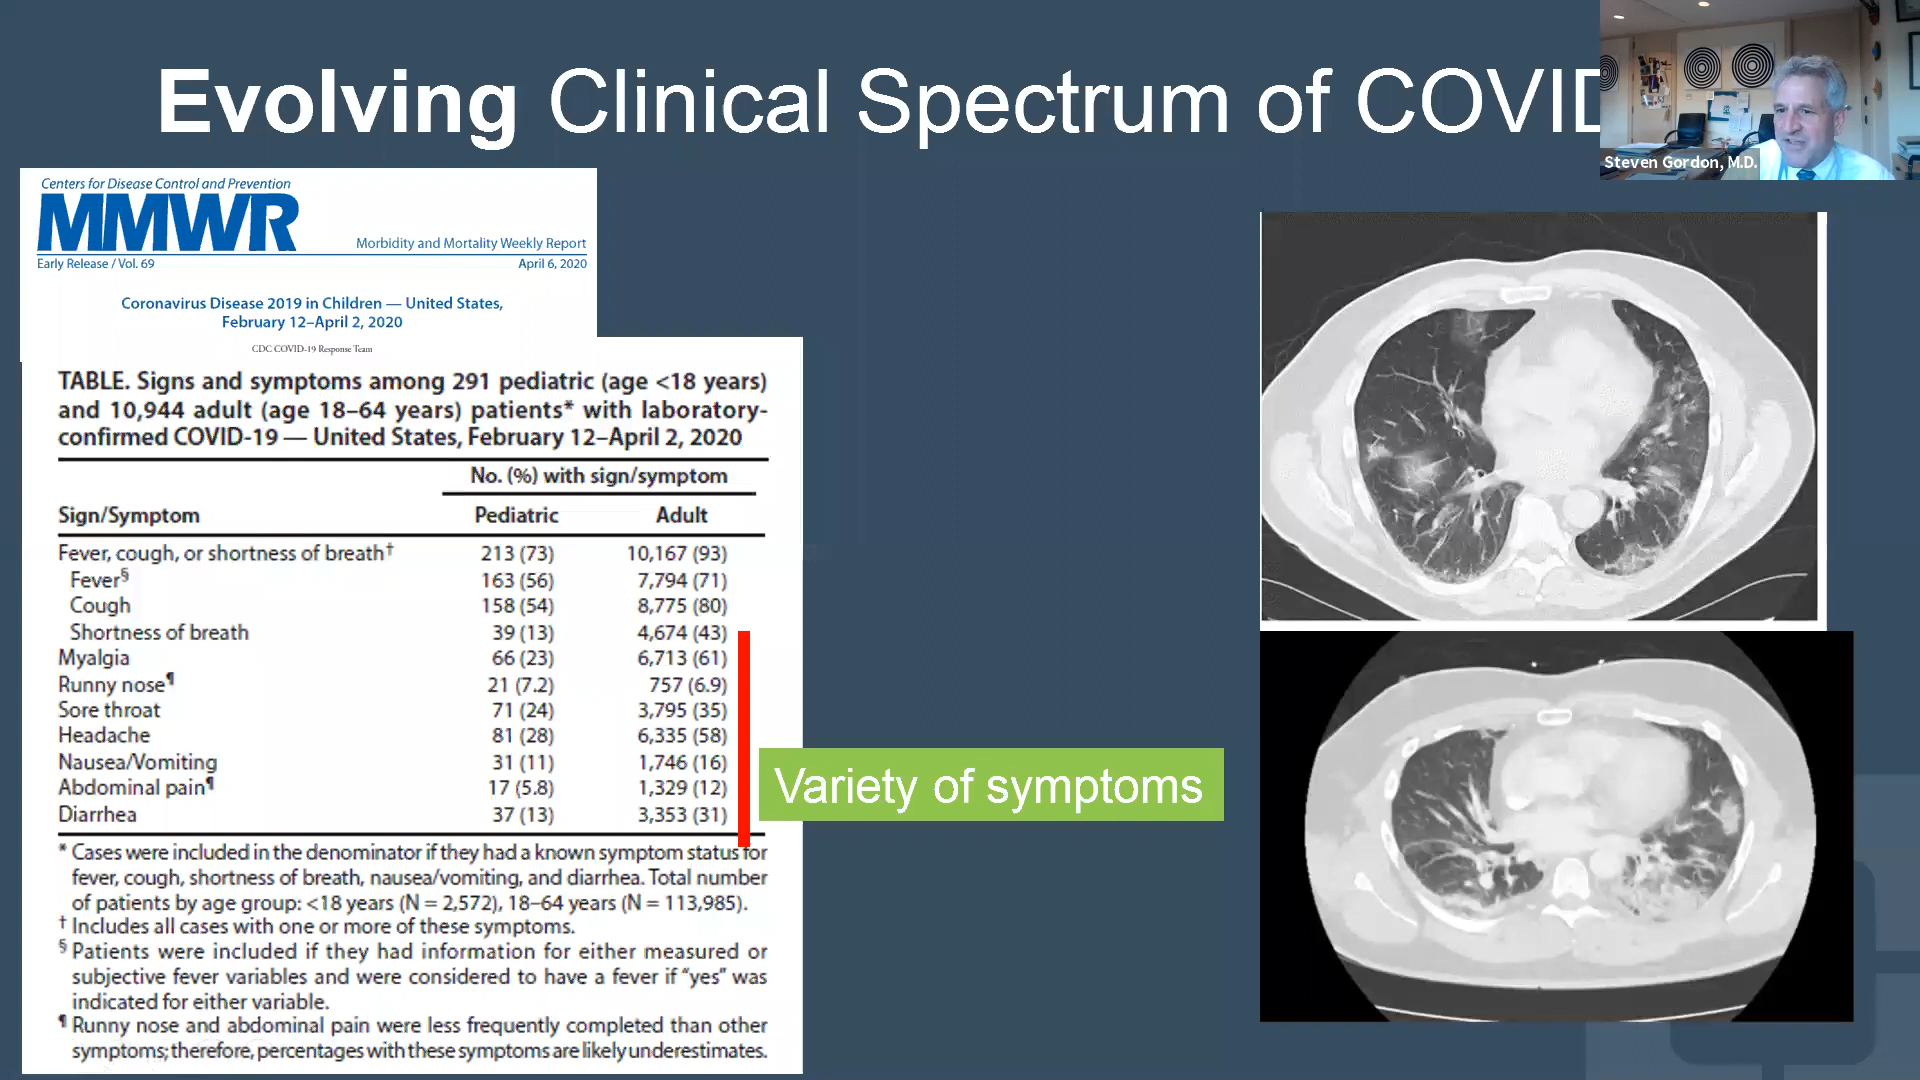 Evolving Clinical Spectrum of COVID
Steven Gordon, M.D.
Centers for Disease Control and Prevention
MMWR
Morbidity and Mortality Weekly Report
Early Release / Vol. 69 April 6, 2020
Coronavirus Disease 2019 in Children — United States,
February 12–April 2, 2020
CDC COVID-19 Response Team
TABLE. Signs and symptoms among 291 pediatric (age <18 years)
and 10,944 adult (age 18–64 years) patients* with laboratory-
confirmed COVID-19 — United States, February 12–April 2, 2020
No. (%) with sign/symptom
Sign/Symptom Pediatric Adult
Fever, cough, or shortness of breath† 213 (73) 10,167 (93)
Fever§ 163 (56) 7,794 (71)
Cough 158 (54) 8,775 (80)
Shortness of breath 39 (13) 4,674 (43)
Myalgia 66 (23) 6,713 (61)
Runny nose¶ 21 (7.2) 757 (6.9)
Sore throat 71 (24) 3,795 (35)
Headache 81 (28) 6,335 (58)
Nausea/Vomiting 31 (11) 1,746 (16)
Abdominal pain¶ 17 (5.8) 1,329 (12)
Diarrhea 37 (13) 3,353 (31)
Variety of symptoms
* Cases were included in the denominator if they had a known symptom status for
fever, cough, shortness of breath, nausea/vomiting, and diarrhea. Total number
of patients by age group: <18 years (N = 2,572), 18–64 years (N = 113,985).
† Includes all cases with one or more of these symptoms.
§ Patients were included if they had information for either measured or
subjective fever variables and were considered to have a fever if “yes” was
indicated for either variable.
¶ Runny nose and abdominal pain were less frequently completed than other
symptoms; therefore, percentages with these symptoms are likely underestimates.